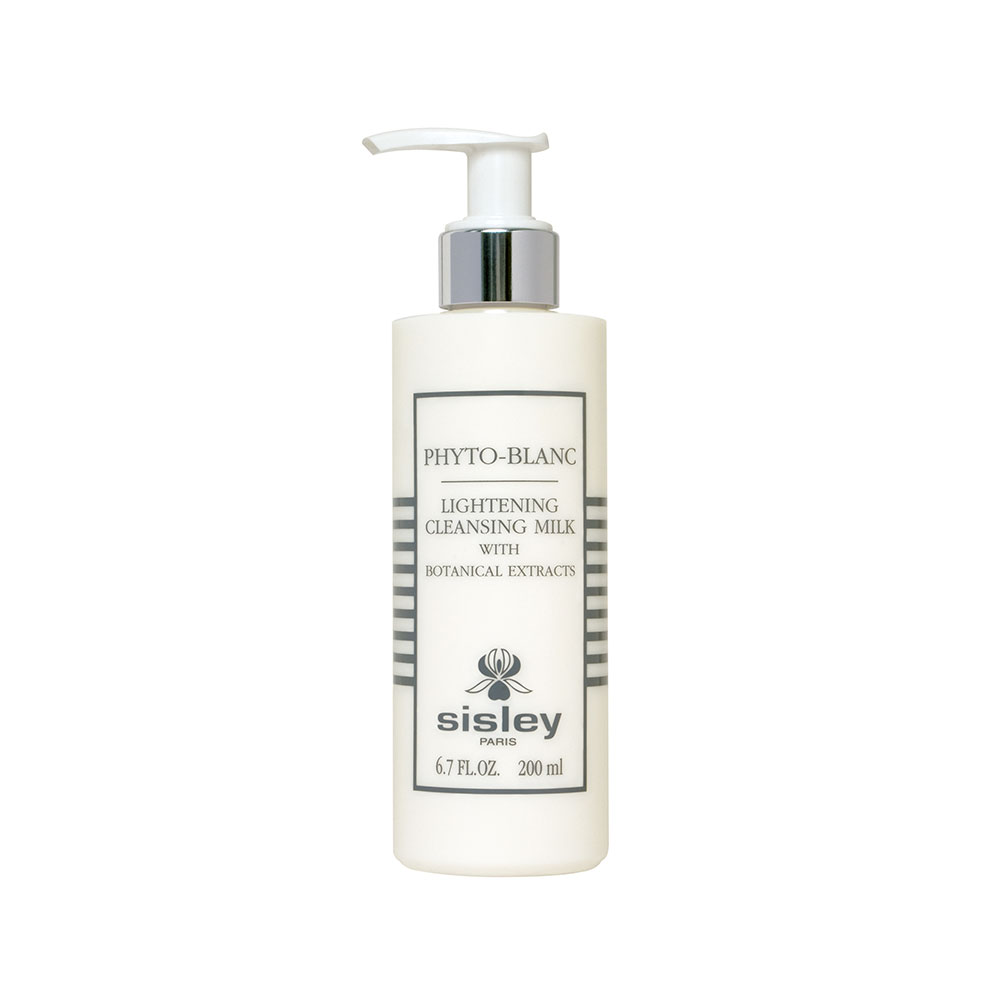 PHYTO-BLANC
LIGHTENING
CLEANSING MILK
WITH
BOTANICAL EXTRACTS
sisley
PARIS
6.7 FL.OZ. 200 ml